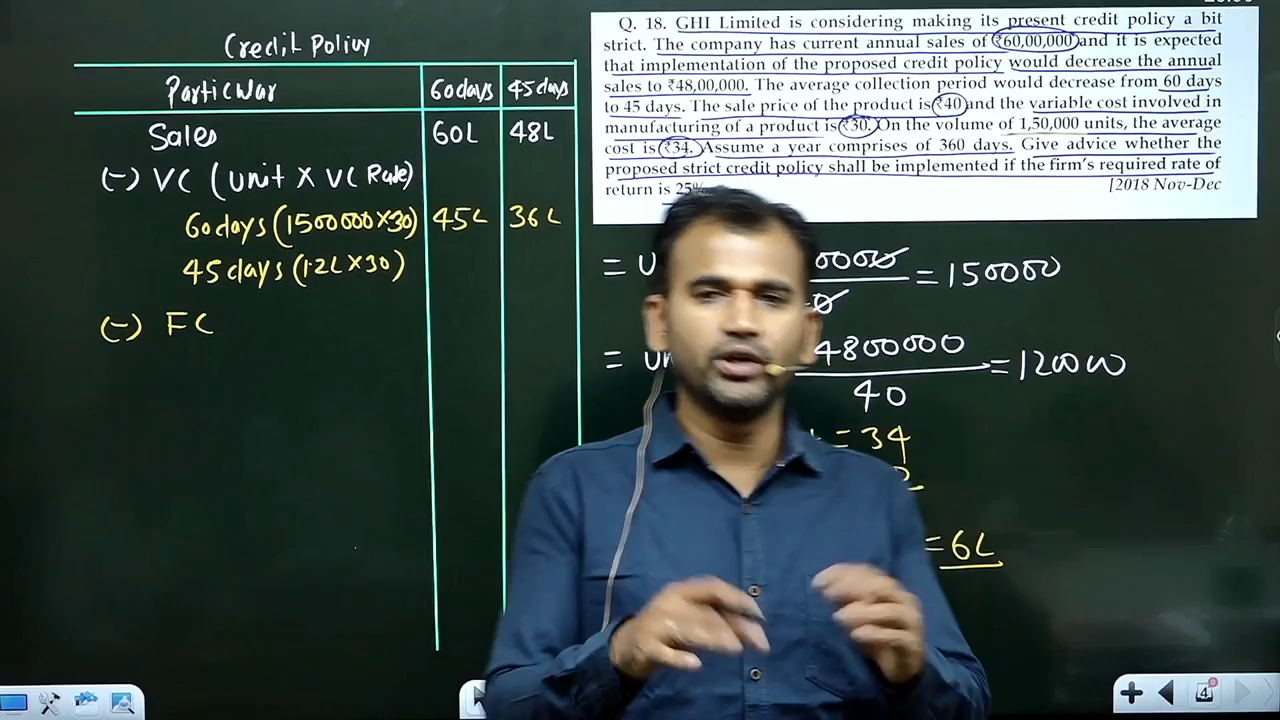 Credit Policy
Particular 60days 45days
Sales 60L 48L
(-) VC (Unit X VC Rate)
60days (1500000X30) 45L 36L
45days (1.2LX30)
(-) FC
Q. 18. GHI Limited is considering making its present credit policy a bit
strict. The company has current annual sales of ₹60,00,000 and it is expected
that implementation of the proposed credit policy would decrease the annual
sales to ₹48,00,000. The average collection period would decrease from 60 days
to 45 days. The sale price of the product is ₹40 and the variable cost involved in
manufacturing of a product is ₹30. On the volume of 1,50,000 units, the average
cost is ₹34. Assume a year comprises of 360 days. Give advice whether the
proposed strict credit policy shall be implemented if the firm's required rate of
return is 25% [2018 Nov-Dec
= 150000
= 4800000 = 120000
40
= 34
= 6L
4